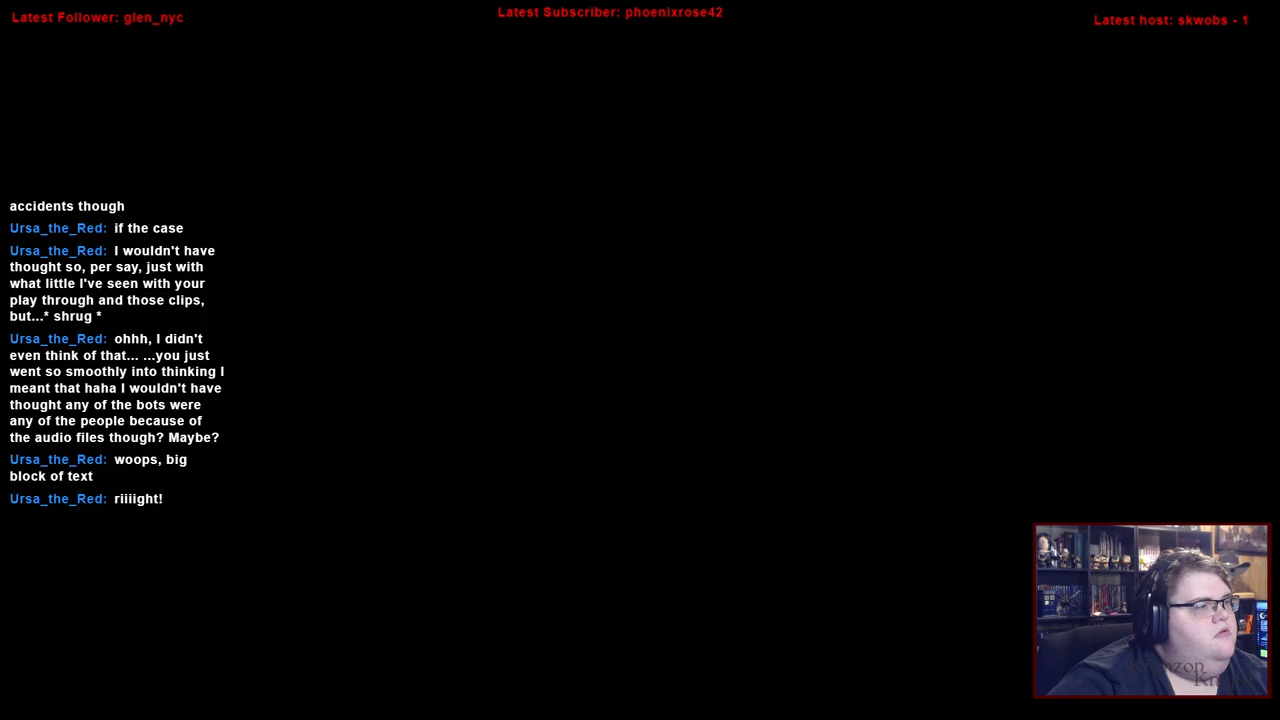 Latest Follower: glen_nyc
Latest Subscriber: phoenixrose42
Latest host: skwobs - 1
accidents though
Ursa_the_Red: if the case
Ursa_the_Red: I wouldn't have
thought so, per say, just with
what little I've seen with your
play through and those clips,
but...* shrug *
Ursa_the_Red: ohhh, I didn't
even think of that... ...you just
went so smoothly into thinking I
meant that haha I wouldn't have
thought any of the bots were
any of the people because of
the audio files though? Maybe?
Ursa_the_Red: woops, big
block of text
Ursa_the_Red: riiiight!